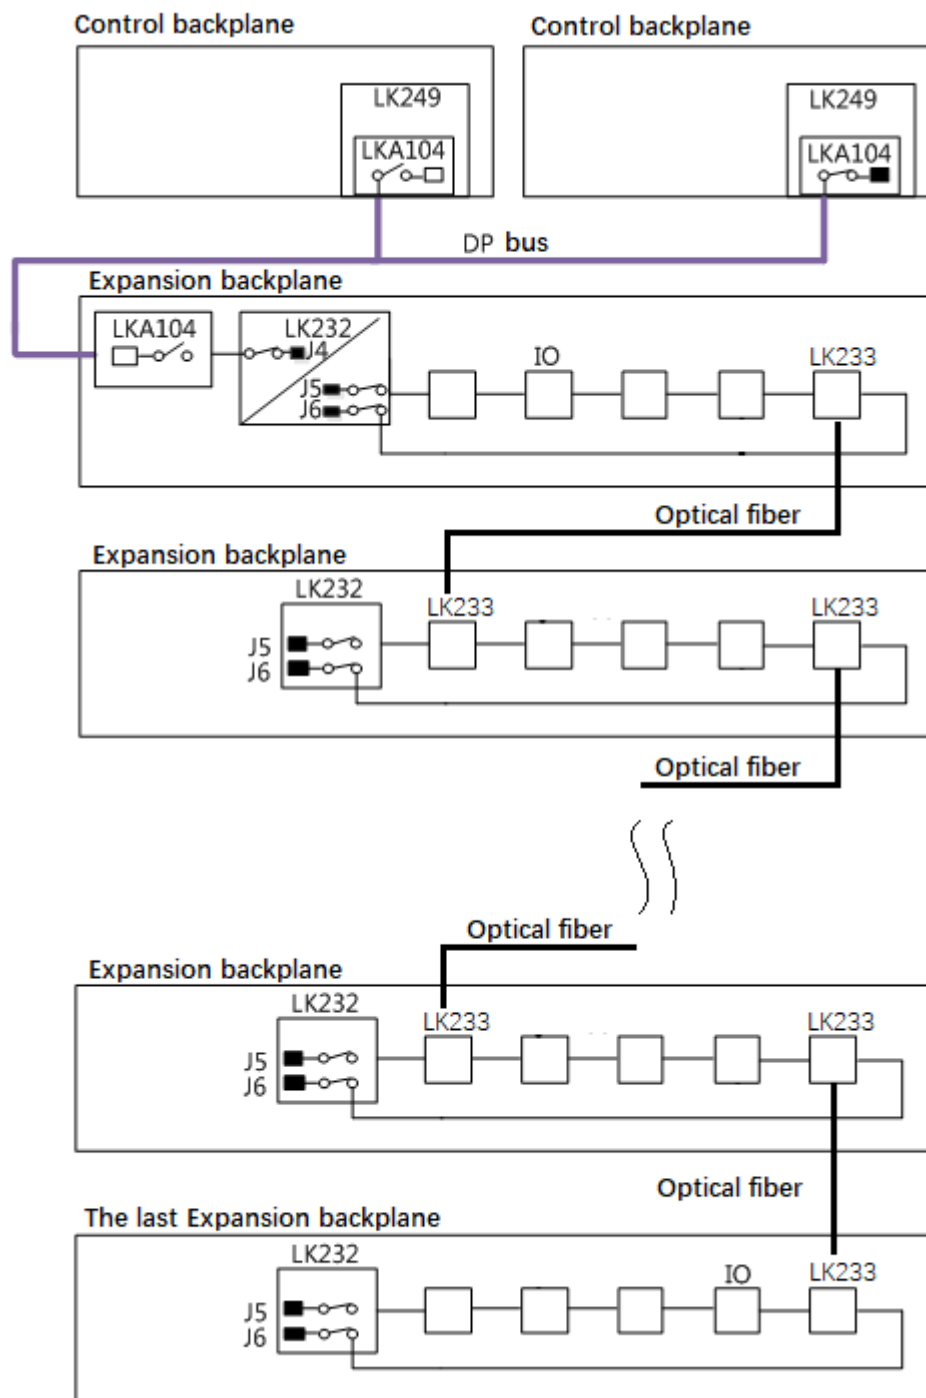 Control backplane
Control backplane
LK249
LK249
LKA104
LKA104
DP bus
Expansion backplane
LKA104
LK232
J4
IO
LK233
J5
J6
Optical fiber
Expansion backplane
LK232
LK233
LK233
J5
J6
Optical fiber
Optical fiber
Expansion backplane
LK232
LK233
LK233
J5
J6
Optical fiber
The last Expansion backplane
LK232
IO
LK233
J5
J6